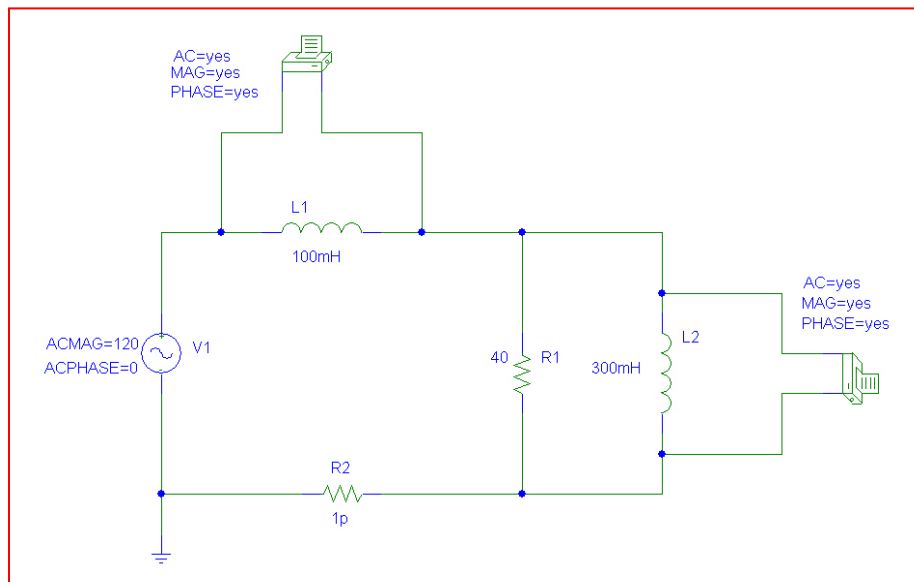 AC=yes
MAG=yes
PHASE=yes
L1
100mH
AC=yes
MAG=yes
PHASE=yes
ACMAG=120
ACPHASE=0
V1
40
R1
300mH
L2
R2
1p